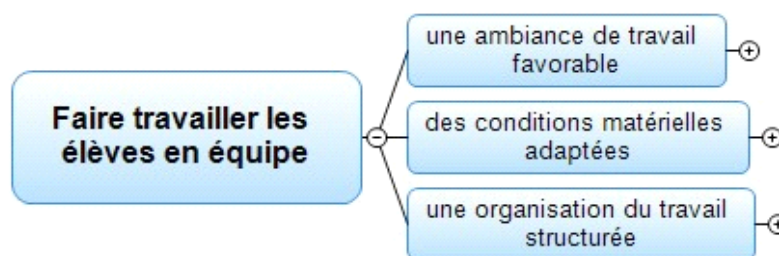 Faire travailler les
élèves en équipe
une ambiance de travail
favorable
des conditions matérielles
adaptées
une organisation du travail
structurée